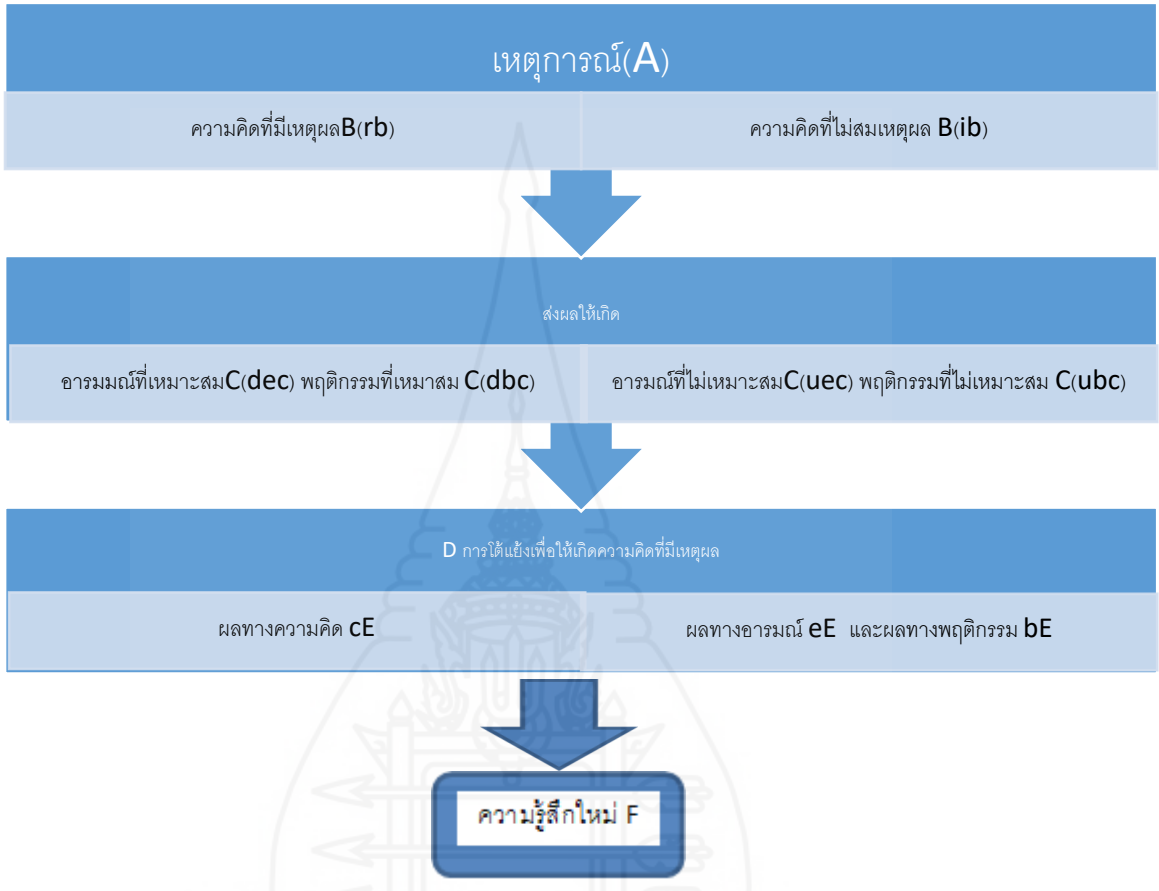 เหตุการณ์(A)
ความคิดที่มีเหตุผลB(rb)
ความคิดที่ไม่สมเหตุผล B(ib)
ส่งผลให้เกิด
อารมมณ์ที่เหมาะสมC(dec) พฤติกรรมที่เหมาสม C(dbc)
อารมณ์ที่ไม่เหมาะสมC(uec) พฤติกรรมที่ไม่เหมาะสม C(ubc)
D การโต้แย้งเพื่อให้เกิดความคิดที่มีเหตุผล
ผลทางความคิด cE
ผลทางอารมณ์ eE และผลทางพฤติกรรม bE
ความรู้สึกใหม่ F